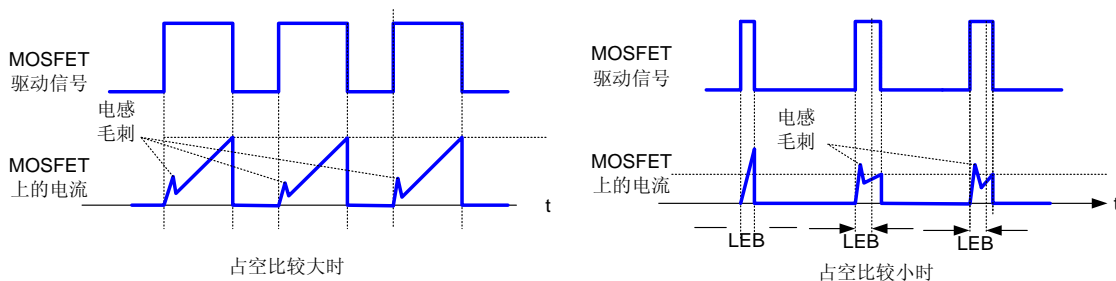 MOSFET
驱动信号
电感
毛刺
MOSFET
上的电流
t
占空比较大时
MOSFET
驱动信号
电感
毛刺
MOSFET
上的电流
t
LEB
LEB
LEB
占空比较小时